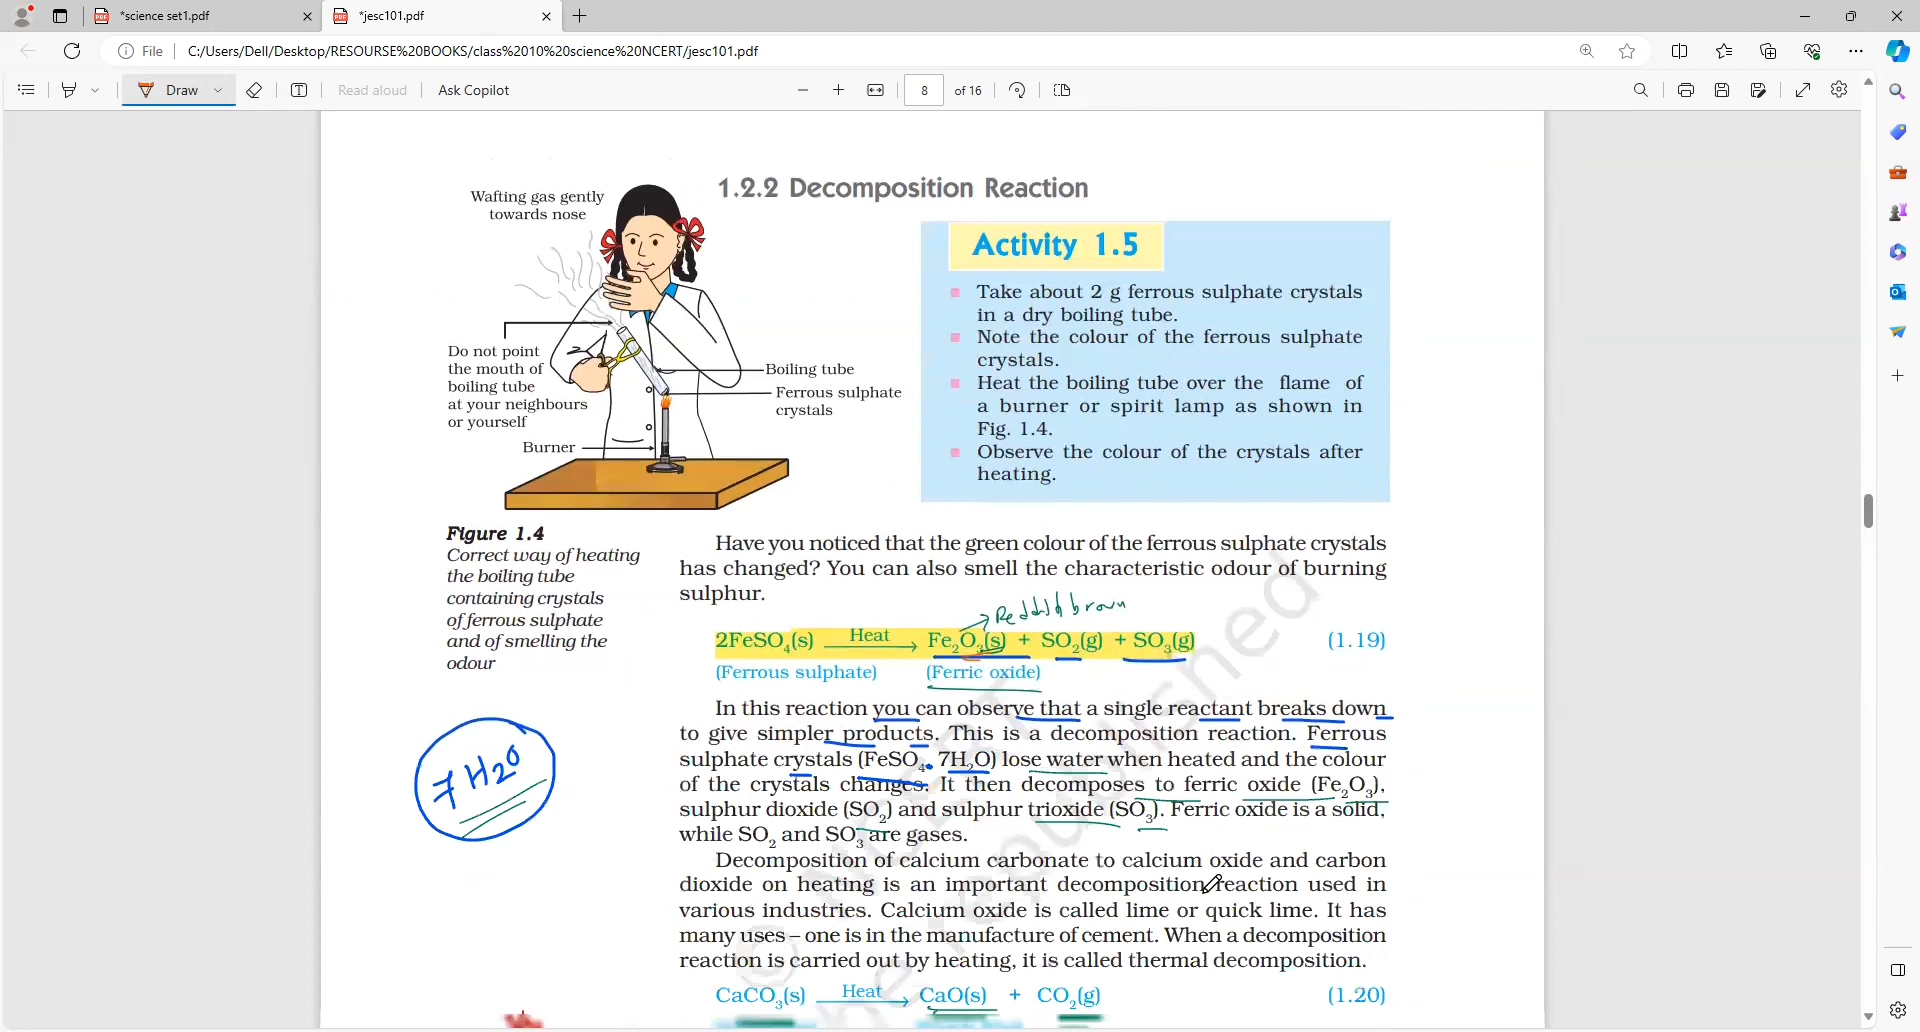 *science set1.pdf
*jesc101.pdf
File
C:/Users/Dell/Desktop/RESOURSE%20BOOKS/class%2010%20science%20NCERT/jesc101.pdf
Draw
Read aloud
Ask Copilot
8
of 16
Wafting gas gently
towards nose
Do not point
the mouth of
boiling tube
at your neighbours
or yourself
Boiling tube
Ferrous sulphate
crystals
Burner
Figure 1.4
Correct way of heating
the boiling tube
containing crystals
of ferrous sulphate
and of smelling the
odour
7H2O
1.2.2 Decomposition Reaction
Activity 1.5
Take about 2 g ferrous sulphate crystals
in a dry boiling tube.
Note the colour of the ferrous sulphate
crystals.
Heat the boiling tube over the flame of
a burner or spirit lamp as shown in
Fig. 1.4.
Observe the colour of the crystals after
heating.
Have you noticed that the green colour of the ferrous sulphate crystals
has changed? You can also smell the characteristic odour of burning
sulphur.
brown
2FeSO₄(s) Heat → Fe₂O₃(s) + SO₂(g) + SO₃(g) (1.19)
(Ferrous sulphate) (Ferric oxide)
In this reaction you can observe that a single reactant breaks down
to give simpler products. This is a decomposition reaction. Ferrous
sulphate crystals (FeSO₄. 7H₂O) lose water when heated and the colour
of the crystals changes. It then decomposes to ferric oxide (Fe₂O₃),
sulphur dioxide (SO₂) and sulphur trioxide (SO₃). Ferric oxide is a solid,
while SO₂ and SO₃ are gases.
Decomposition of calcium carbonate to calcium oxide and carbon
dioxide on heating is an important decomposition reaction used in
various industries. Calcium oxide is called lime or quick lime. It has
many uses – one is in the manufacture of cement. When a decomposition
reaction is carried out by heating, it is called thermal decomposition.
CaCO₃(s) Heat → CaO(s) + CO₂(g) (1.20)
© NCERT
be republished